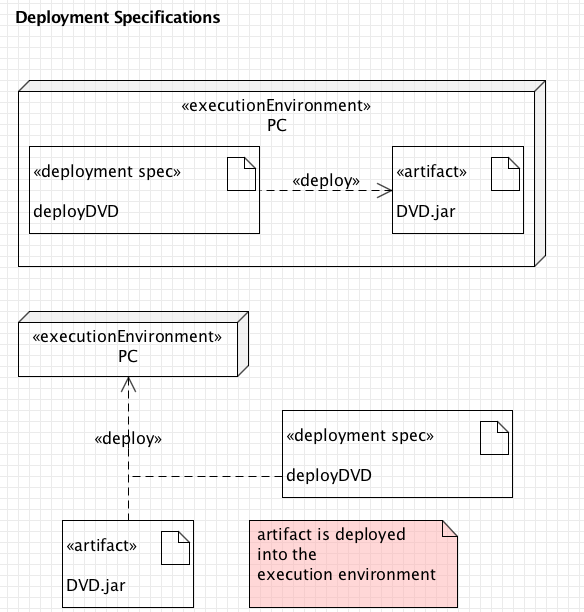 Deployment Specifications
«executionEnvironment»
PC
«deployment spec»
deployDVD
«deploy»
«artifact»
DVD.jar
«executionEnvironment»
PC
«deploy»
«deployment spec»
deployDVD
«artifact»
DVD.jar
artifact is deployed
into the
execution environment